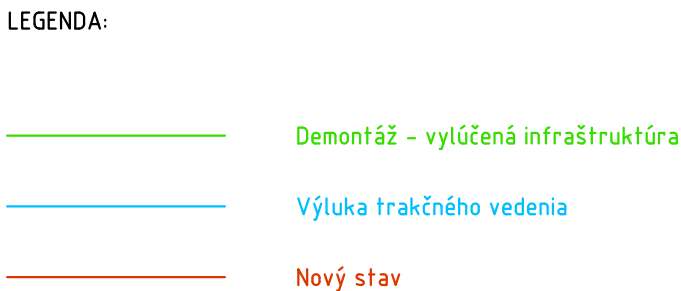 LEGENDA:
Demontáž - vylúčená infraštruktúra
Výluka trakčného vedenia
Nový stav